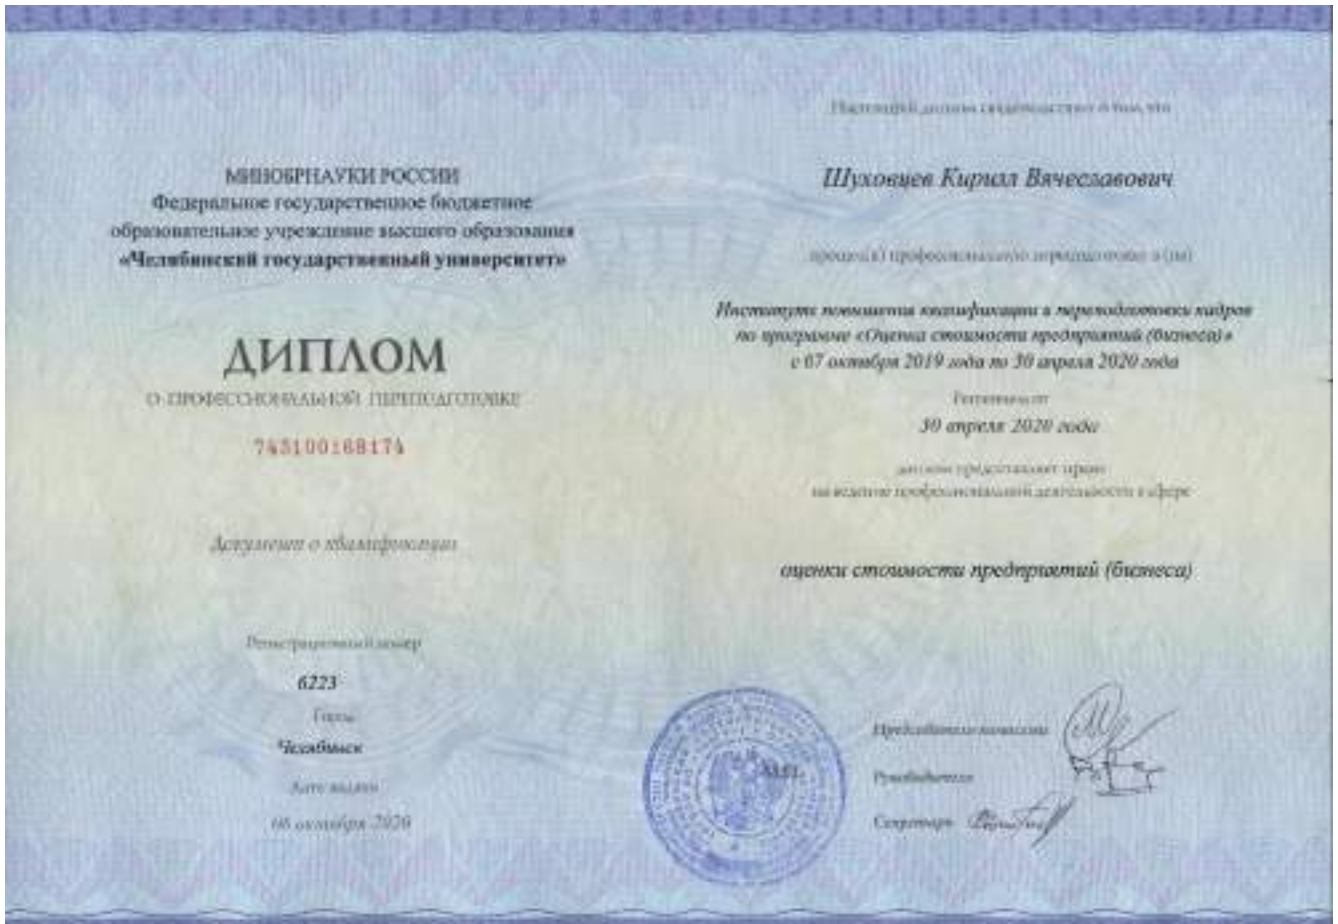 МИНОБРНАУКИ РОССИИ
Федеральное государственное бюджетное
образовательное учреждение высшего образования
«Челябинский государственный университет»
ДИПЛОМ
О ПРОФЕССИОНАЛЬНОЙ ПЕРЕПОДГОТОВКЕ
743100168174
Документ о квалификации
Регистрационный номер
6223
Город
Челябинск
Дата выдачи
октября 2020
Настоящий диплом свидетельствует о том, что
Шуховцев Кирилл Вячеславович
прошел(а) профессиональную переподготовку в (на)
Институте повышения квалификации и переподготовки кадров
по программе «Оценка стоимости предприятий (бизнеса)»
с 07 октября 2019 года по 30 апреля 2020 года
Решением от
30 апреля 2020 года
диплом предоставляет право
на ведение профессиональной деятельности в сфере
оценки стоимости предприятий (бизнеса)
Председатель комиссии
М.П.
Руководитель
Секретарь